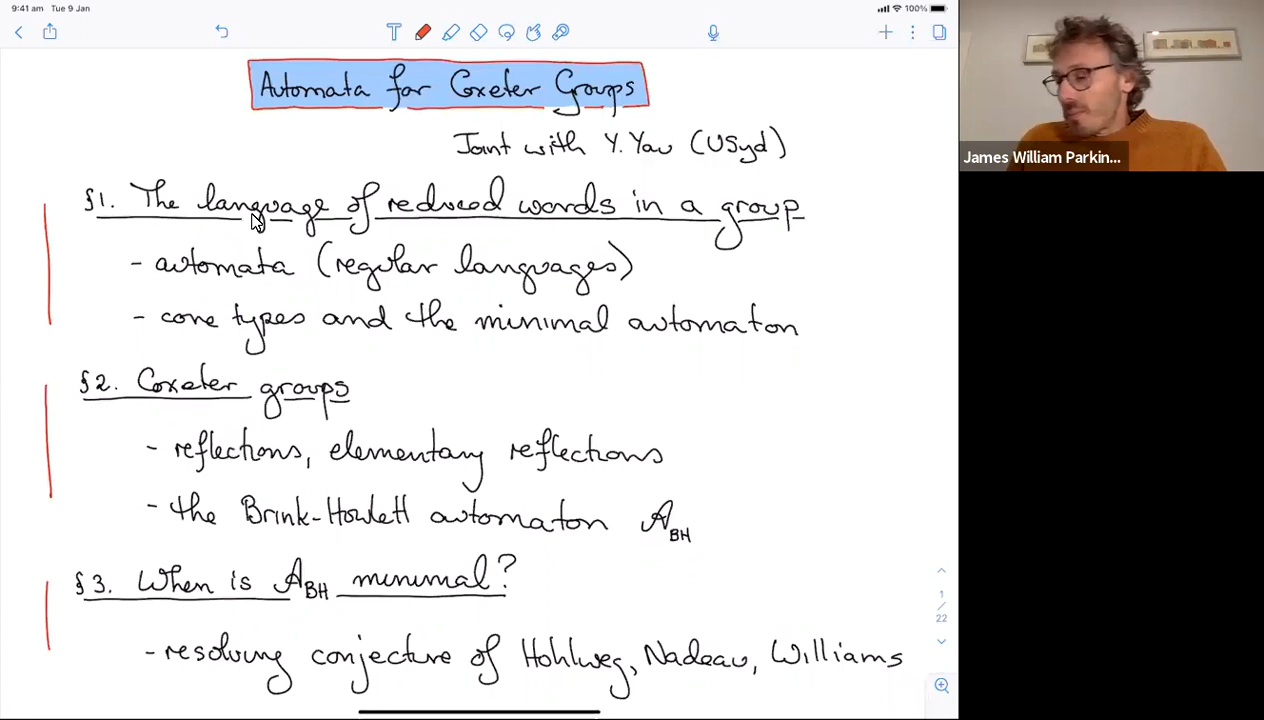 9:41 am Tue 9 Jan
100%
Automata for Coxeter Groups
Joint with Y. Yau (USyd)
§1. The language of reduced words in a group
- automata (regular languages)
- cone types and the minimal automaton
§2. Coxeter groups
- reflections, elementary reflections
- the Brink-Howlett automaton A_BH
§3. When is A_BH minimal?
- resolving conjecture of Hohlweg, Nadeau, Williams
1
/
22
James William Parkin...